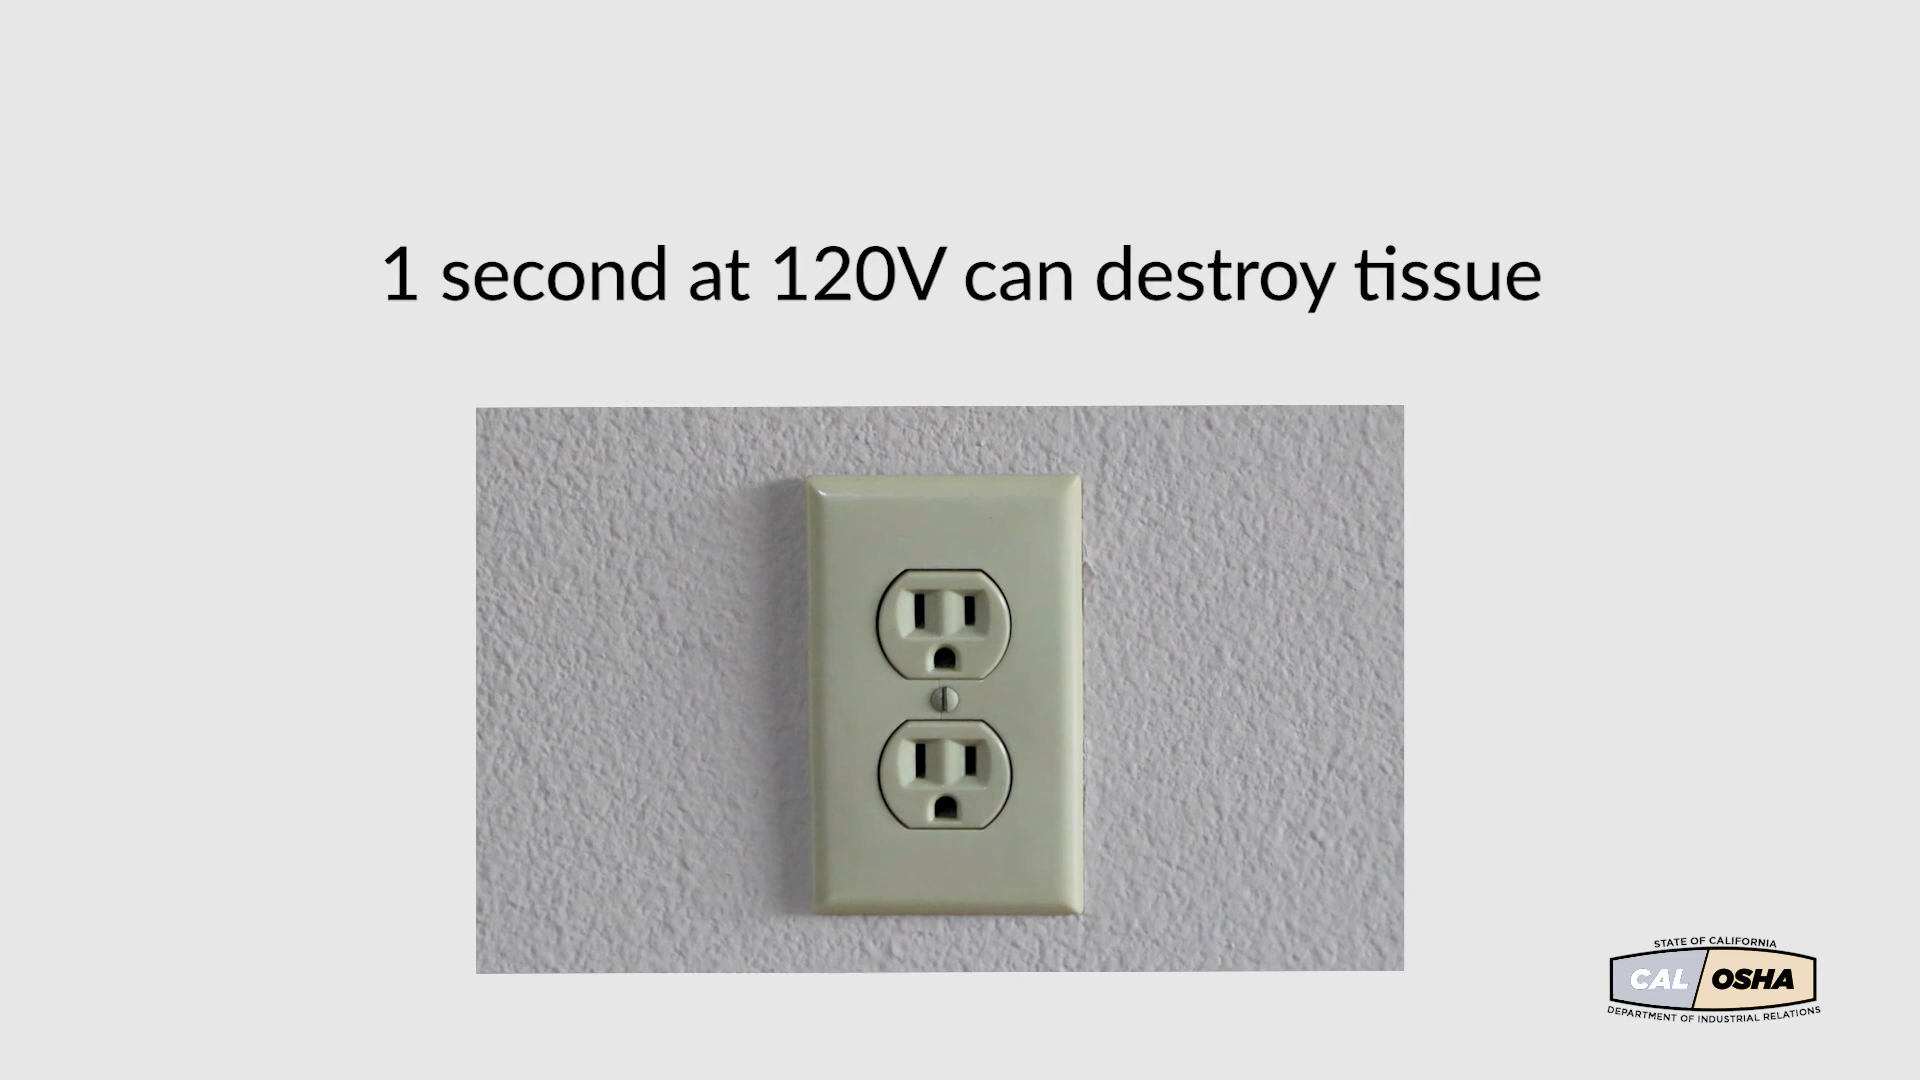 1 second at 120V can destroy tissue
STATE OF CALIFORNIA
CAL OSHA
DEPARTMENT OF INDUSTRIAL RELATIONS